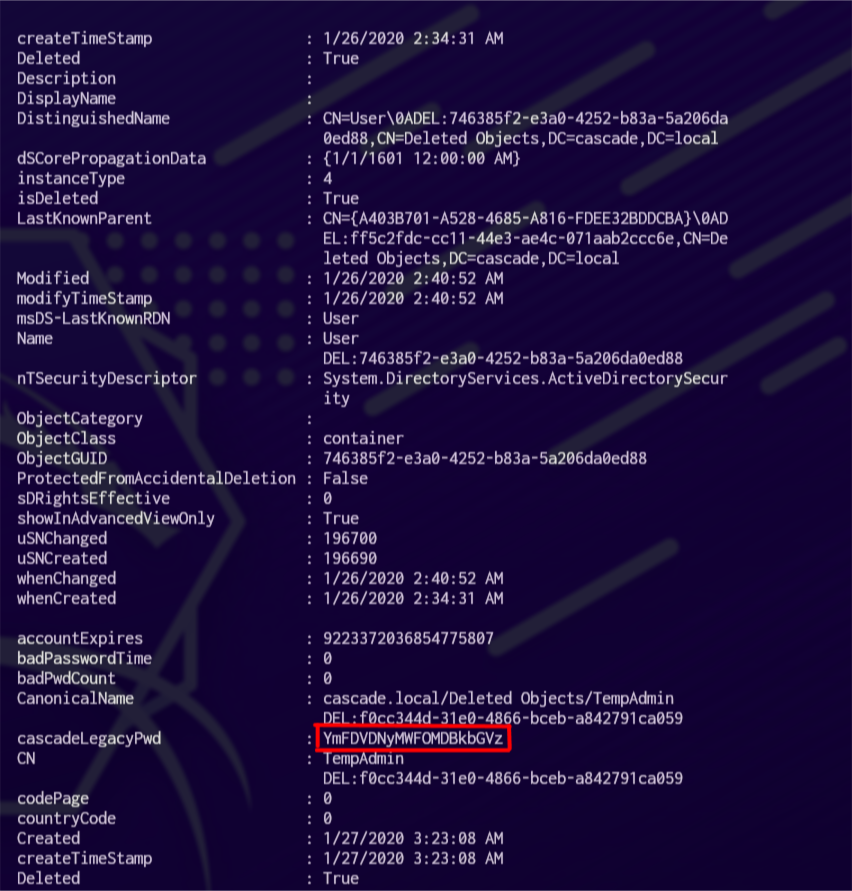 createTimeStamp : 1/26/2020 2:34:31 AM
Deleted : True
Description :
DisplayName :
DistinguishedName : CN=User\0ADEL:746385f2-e3a0-4252-b83a-5a206da
0ed88,CN=Deleted Objects,DC=cascade,DC=local
dSCorePropagationData : {1/1/1601 12:00:00 AM}
instanceType : 4
isDeleted : True
LastKnownParent : CN={A403B701-A528-4685-A816-FDEE32BDDCBA}\0AD
EL:ff5c2fdc-cc11-44e3-ae4c-071aab2ccc6e,CN=De
leted Objects,DC=cascade,DC=local
Modified : 1/26/2020 2:40:52 AM
modifyTimeStamp : 1/26/2020 2:40:52 AM
msDS-LastKnownRDN : User
Name : User
DEL:746385f2-e3a0-4252-b83a-5a206da0ed88
nTSecurityDescriptor : System.DirectoryServices.ActiveDirectorySecur
ity
ObjectCategory :
ObjectClass : container
ObjectGUID : 746385f2-e3a0-4252-b83a-5a206da0ed88
ProtectedFromAccidentalDeletion : False
sDRightsEffective : 0
showInAdvancedViewOnly : True
uSNChanged : 196700
uSNCreated : 196690
whenChanged : 1/26/2020 2:40:52 AM
whenCreated : 1/26/2020 2:34:31 AM
accountExpires : 9223372036854775807
badPasswordTime : 0
badPwdCount : 0
CanonicalName : cascade.local/Deleted Objects/TempAdmin
DEL:f0cc344d-31e0-4866-bceb-a842791ca059
cascadeLegacyPwd : YmFDVDNyMWFOMDBkbGVz
CN : TempAdmin
DEL:f0cc344d-31e0-4866-bceb-a842791ca059
codePage : 0
countryCode : 0
Created : 1/27/2020 3:23:08 AM
createTimeStamp : 1/27/2020 3:23:08 AM
Deleted : True